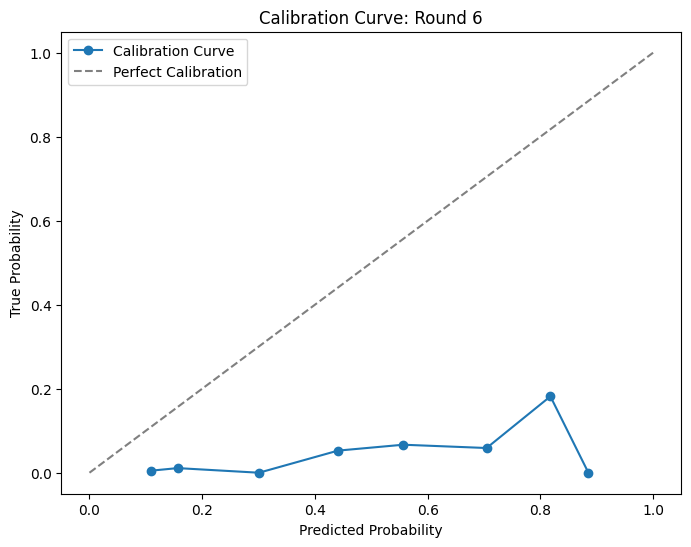 Calibration Curve: Round 6
Calibration Curve
Perfect Calibration
True Probability
1.0
0.8
0.6
0.4
0.2
0.0
0.0 0.2 0.4 0.6 0.8 1.0
Predicted Probability